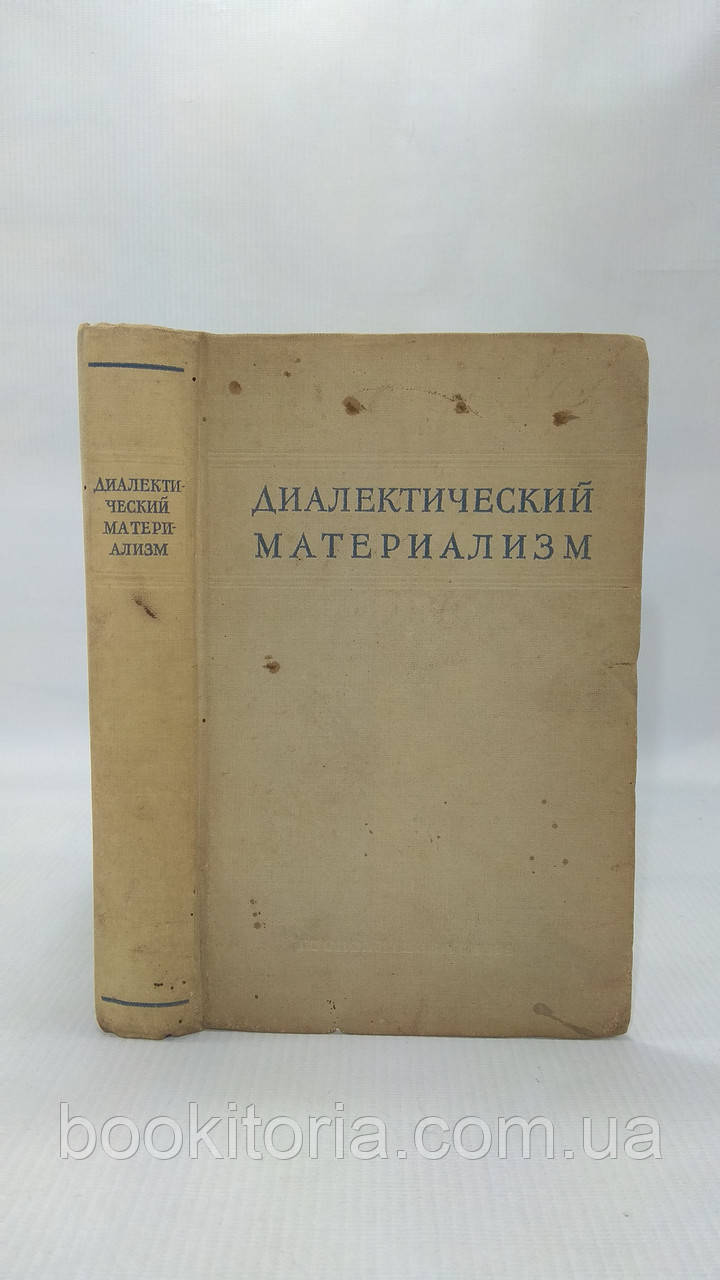 ДИАЛЕКТИ-
ЧЕСКИЙ
МАТЕРИ-
АЛИЗМ
ДИАЛЕКТИЧЕСКИЙ
МАТЕРИАЛИЗМ
bookitoria.com.ua